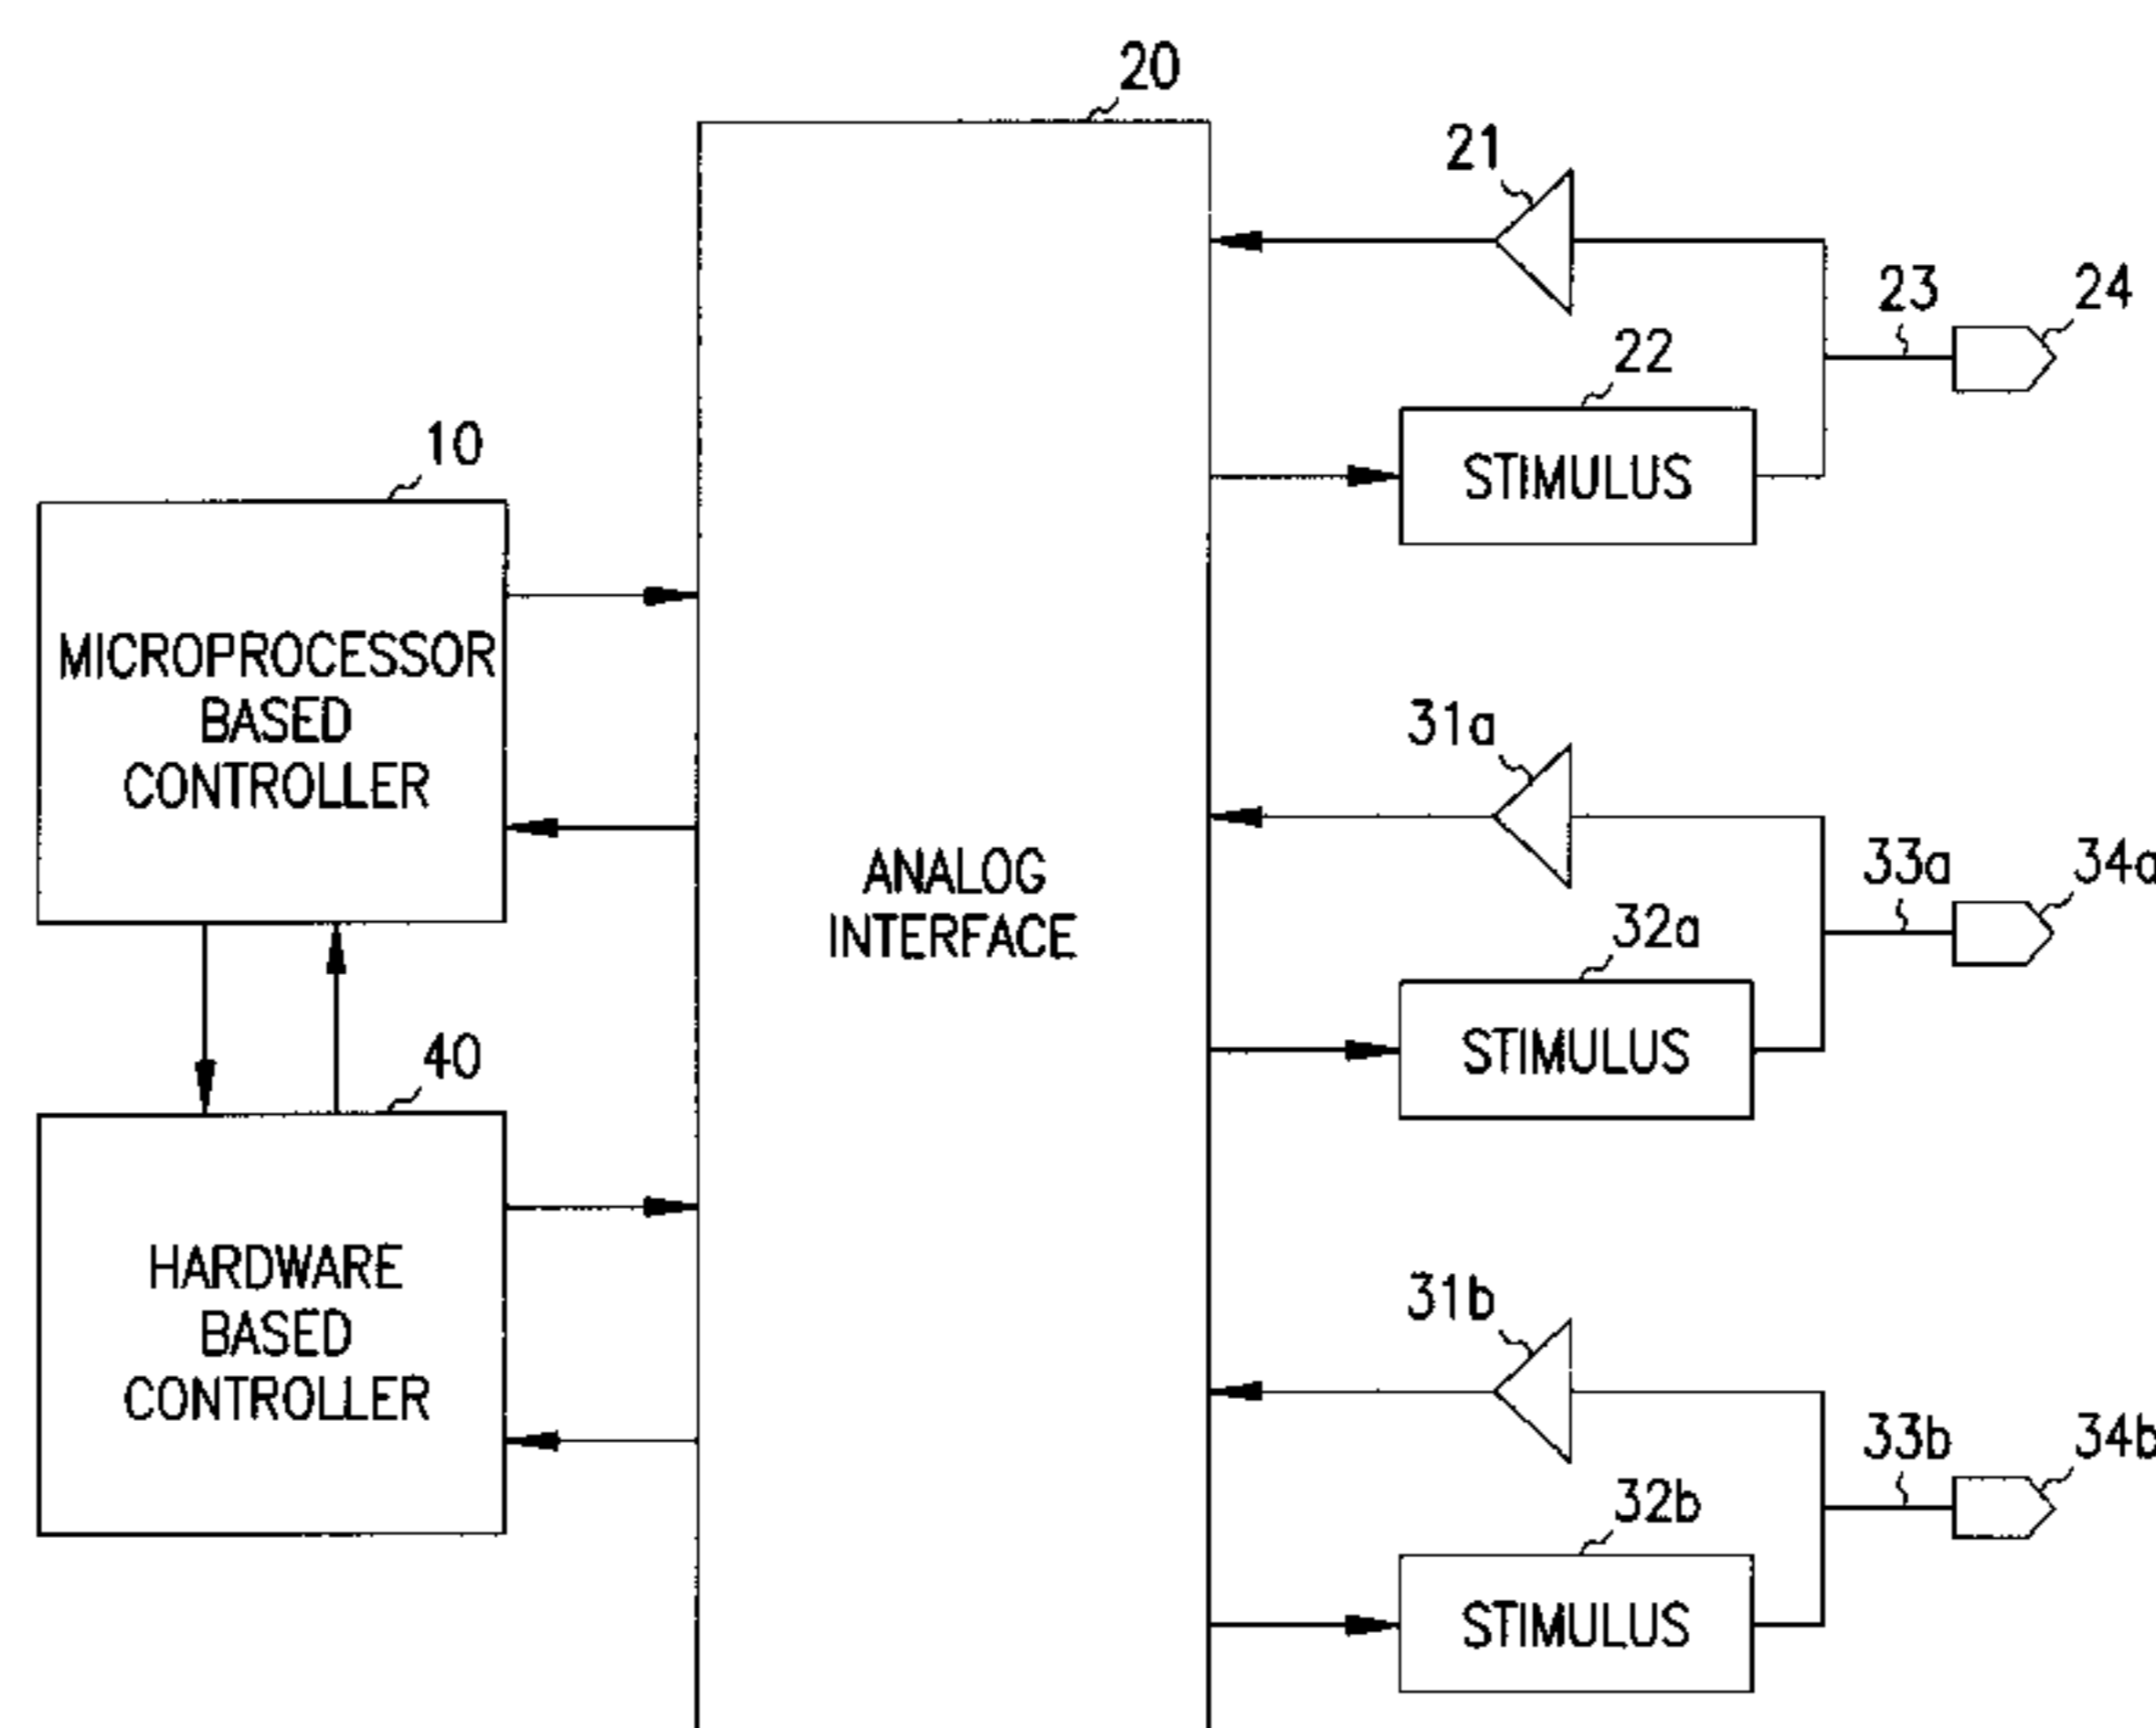 20
21
23
24
22
STIMULUS
10
MICROPROCESSOR
BASED
CONTROLLER
ANALOG
INTERFACE
31a
33a
34a
32a
STIMULUS
40
HARDWARE
BASED
CONTROLLER
31b
33b
34b
32b
STIMULUS